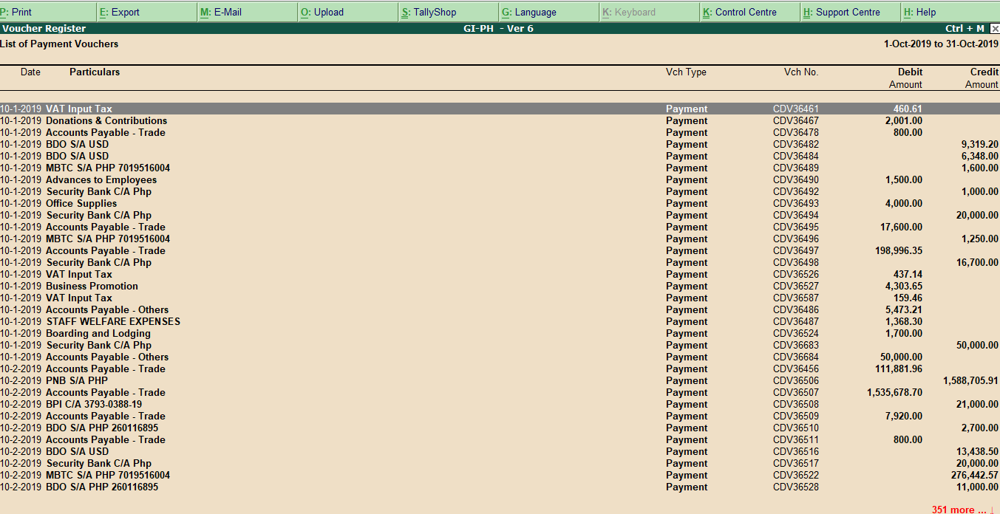 P: Print E: Export M: E-Mail O: Upload S: TallyShop G: Language K: Keyboard K: Control Centre H: Support Centre H: Help
Voucher Register GI-PH - Ver 6 Ctrl + M
List of Payment Vouchers 1-Oct-2019 to 31-Oct-2019
Date Particulars Vch Type Vch No. Debit Credit
Amount Amount
10-1-2019 VAT Input Tax Payment CDV36461 460.61
10-1-2019 Donations & Contributions Payment CDV36467 2,001.00
10-1-2019 Accounts Payable - Trade Payment CDV36478 800.00
10-1-2019 BDO S/A USD Payment CDV36482 9,319.20
10-1-2019 BDO S/A USD Payment CDV36484 6,348.00
10-1-2019 MBTC S/A PHP 7019516004 Payment CDV36489 1,600.00
10-1-2019 Advances to Employees Payment CDV36490 1,500.00
10-1-2019 Security Bank C/A Php Payment CDV36492 1,000.00
10-1-2019 Office Supplies Payment CDV36493 4,000.00
10-1-2019 Security Bank C/A Php Payment CDV36494 20,000.00
10-1-2019 Accounts Payable - Trade Payment CDV36495 17,600.00
10-1-2019 MBTC S/A PHP 7019516004 Payment CDV36496 1,250.00
10-1-2019 Accounts Payable - Trade Payment CDV36497 198,996.35
10-1-2019 Security Bank C/A Php Payment CDV36498 16,700.00
10-1-2019 VAT Input Tax Payment CDV36526 437.14
10-1-2019 Business Promotion Payment CDV36527 4,303.65
10-1-2019 VAT Input Tax Payment CDV36587 159.46
10-1-2019 Accounts Payable - Others Payment CDV36486 5,473.21
10-1-2019 STAFF WELFARE EXPENSES Payment CDV36487 1,368.30
10-1-2019 Boarding and Lodging Payment CDV36524 1,700.00
10-1-2019 Security Bank C/A Php Payment CDV36683 50,000.00
10-1-2019 Accounts Payable - Others Payment CDV36684 50,000.00
10-2-2019 Accounts Payable - Trade Payment CDV36456 111,881.96
10-2-2019 PNB S/A PHP Payment CDV36506 1,588,705.91
10-2-2019 Accounts Payable - Trade Payment CDV36507 1,535,678.70
10-2-2019 BPI C/A 3793-0388-19 Payment CDV36508 21,000.00
10-2-2019 Accounts Payable - Trade Payment CDV36509 7,920.00
10-2-2019 BDO S/A PHP 260116895 Payment CDV36510 2,700.00
10-2-2019 Accounts Payable - Trade Payment CDV36511 800.00
10-2-2019 BDO S/A USD Payment CDV36516 13,438.50
10-2-2019 Security Bank C/A Php Payment CDV36517 20,000.00
10-2-2019 MBTC S/A PHP 7019516004 Payment CDV36522 276,442.57
10-2-2019 BDO S/A PHP 260116895 Payment CDV36528 11,000.00
351 more ... ↓